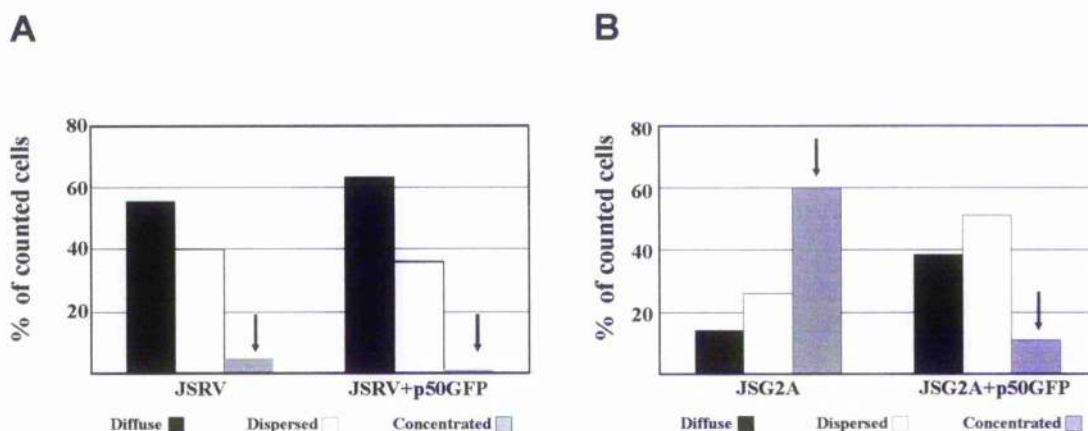 A
B
% of counted cells
80
60
40
20
JSRV
JSRV+p50GFP
Diffuse
Dispersed
Concentrated
% of counted cells
80
60
40
20
JSG2A
JSG2A+p50GFP
Diffuse
Dispersed
Concentrated